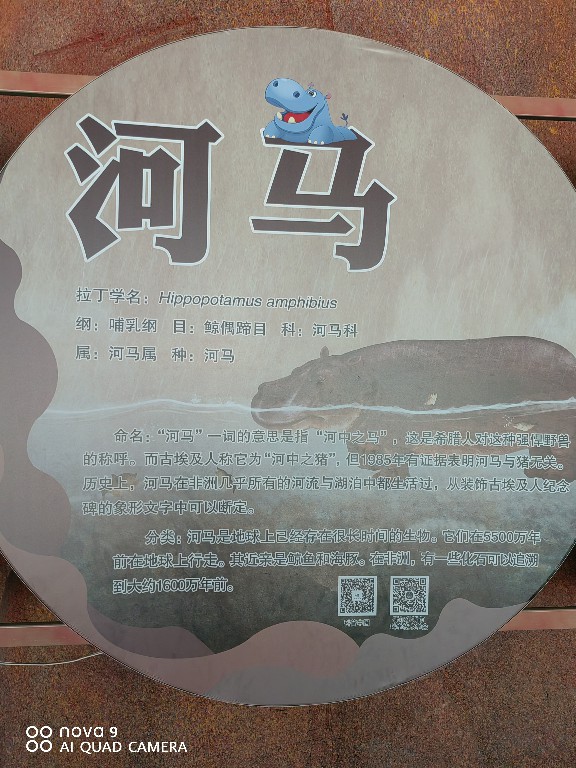 河马
拉丁学名：Hippopotamus amphibius
纲：哺乳纲 目：鲸偶蹄目 科：河马科
属：河马属 种：河马
命名：“河马”一词的意思是指“河中之马”，这是希腊人对这种强悍野兽
的称呼。而古埃及人称它为“河中之猪”，但1985年有证据表明河马与猪无关。
历史上，河马在非洲几乎所有的河流与湖泊中都生活过，从装饰古埃及人纪念
碑的象形文字中可以断定。
分类：河马是地球上已经存在很长时间的生物。它们在5500万年
前在地球上行走。其近亲是鲸鱼和海豚。在非洲，有一些化石可以追溯
到大约1600万年前。
nova 9
AI QUAD CAMERA